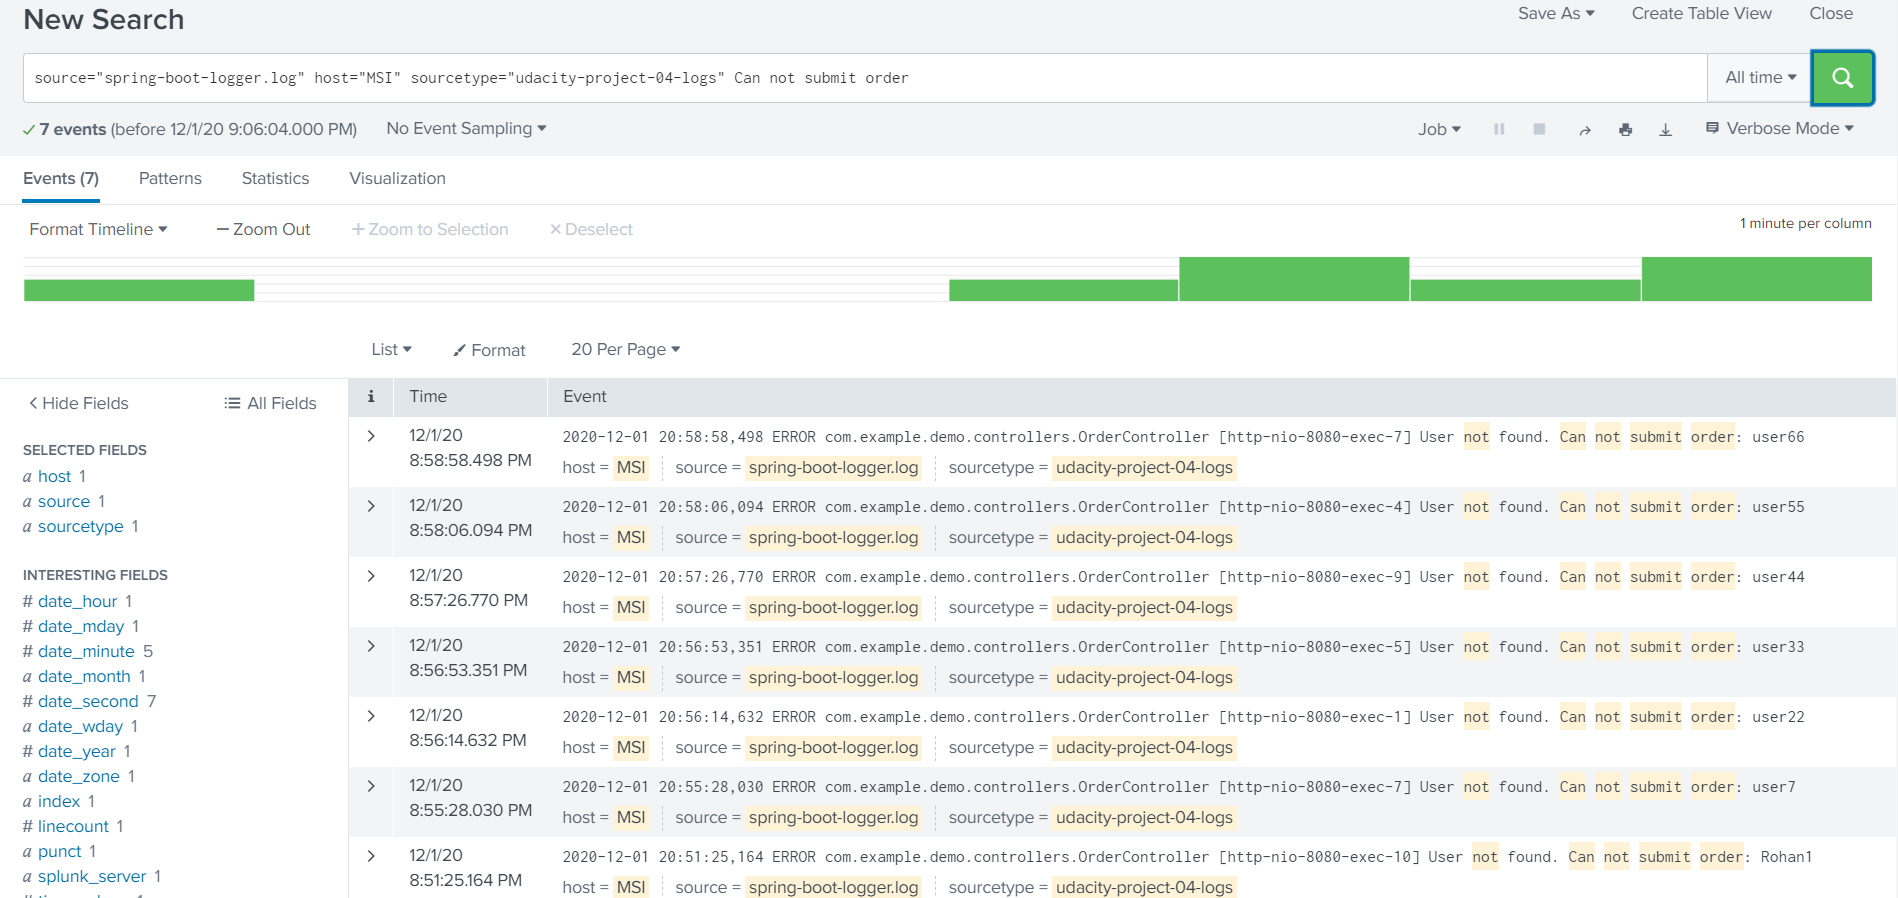 New Search
Save As Create Table View Close
source="spring-boot-logger.log" host="MSI" sourcetype="udacity-project-04-logs" Can not submit order
All time
7 events (before 12/1/20 9:06:04.000 PM) No Event Sampling
Job Verbose Mode
Events (7) Patterns Statistics Visualization
Format Timeline — Zoom Out + Zoom to Selection × Deselect
1 minute per column
List Format 20 Per Page
< Hide Fields All Fields
SELECTED FIELDS
a host 1
a source 1
a sourcetype 1
INTERESTING FIELDS
# date_hour 1
# date_mday 1
# date_minute 5
a date_month 1
# date_second 7
a date_wday 1
# date_year 1
a date_zone 1
a index 1
# linecount 1
a punct 1
a splunk_server 1
i Time Event
> 12/1/20 8:58:58.498 PM
2020-12-01 20:58:58,498 ERROR com.example.demo.controllers.OrderController [http-nio-8080-exec-7] User not found. Can not submit order: user66
host = MSI source = spring-boot-logger.log sourcetype = udacity-project-04-logs
> 12/1/20 8:58:06.094 PM
2020-12-01 20:58:06,094 ERROR com.example.demo.controllers.OrderController [http-nio-8080-exec-4] User not found. Can not submit order: user55
host = MSI source = spring-boot-logger.log sourcetype = udacity-project-04-logs
> 12/1/20 8:57:26.770 PM
2020-12-01 20:57:26,770 ERROR com.example.demo.controllers.OrderController [http-nio-8080-exec-9] User not found. Can not submit order: user44
host = MSI source = spring-boot-logger.log sourcetype = udacity-project-04-logs
> 12/1/20 8:56:53.351 PM
2020-12-01 20:56:53,351 ERROR com.example.demo.controllers.OrderController [http-nio-8080-exec-5] User not found. Can not submit order: user33
host = MSI source = spring-boot-logger.log sourcetype = udacity-project-04-logs
> 12/1/20 8:56:14.632 PM
2020-12-01 20:56:14,632 ERROR com.example.demo.controllers.OrderController [http-nio-8080-exec-1] User not found. Can not submit order: user22
host = MSI source = spring-boot-logger.log sourcetype = udacity-project-04-logs
> 12/1/20 8:55:28.030 PM
2020-12-01 20:55:28,030 ERROR com.example.demo.controllers.OrderController [http-nio-8080-exec-7] User not found. Can not submit order: user7
host = MSI source = spring-boot-logger.log sourcetype = udacity-project-04-logs
> 12/1/20 8:51:25.164 PM
2020-12-01 20:51:25,164 ERROR com.example.demo.controllers.OrderController [http-nio-8080-exec-10] User not found. Can not submit order: Rohan1
host = MSI source = spring-boot-logger.log sourcetype = udacity-project-04-logs